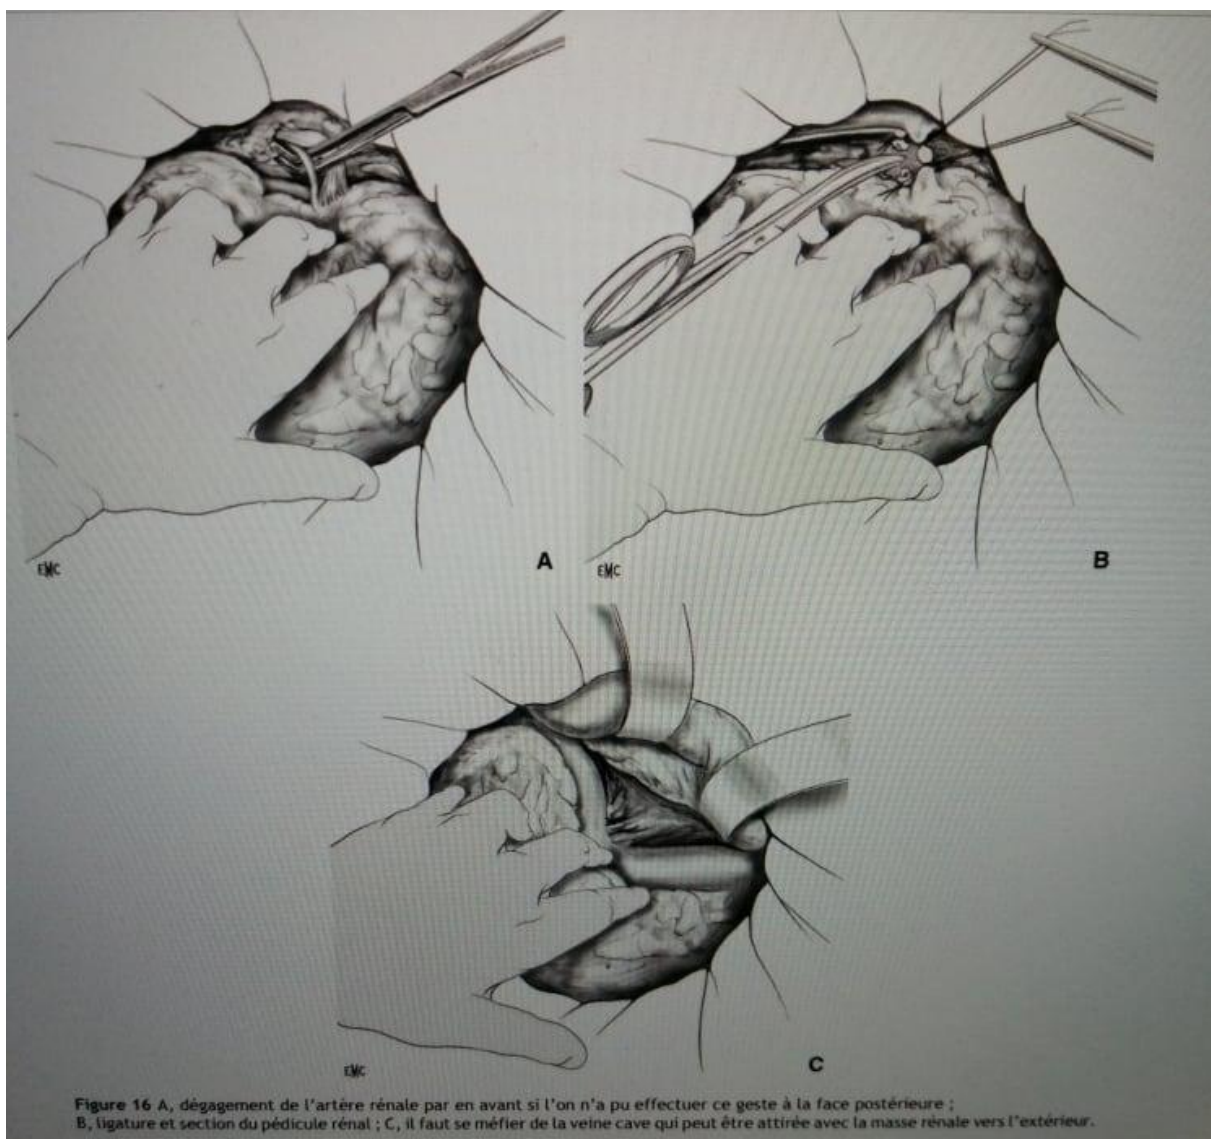 A
B
EMC
EMC
C
EMC
Figure 16 A, dégagement de l'artère rénale par en avant si l'on n'a pu effectuer ce geste à la face postérieure ;
B, ligature et section du pédicule rénal ; C, il faut se méfier de la veine cave qui peut être attirée avec la masse rénale vers l'extérieur.